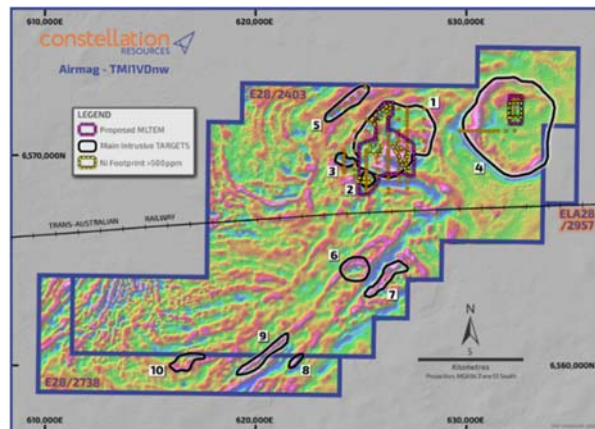 610,000E
620,000E
630,000E
constellation
RESOURCES
Airmag - TMI1VDnw
E28/2403
LEGEND
Proposed MLTEM
Main Intrusive TARGETS
Ni Footprint >500ppm
1
5
3
2
4
6,570,000N
TRANS-AUSTRALIAN RAILWAY
ELA28
/2957
6
7
N
9
10
8
5
Kilometres
6,560,000N
E28/2738
610,000E
620,000E
630,000E